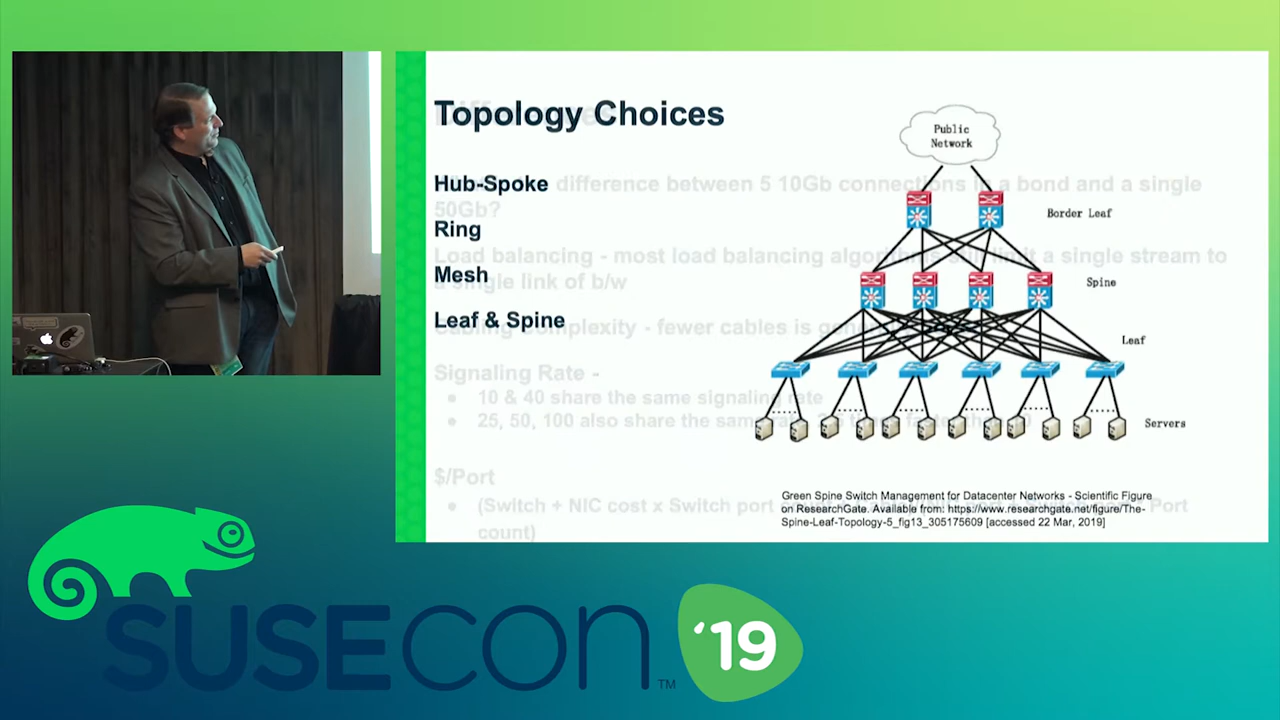 Topology Choices
Hub-Spoke
Ring
Mesh
Leaf & Spine
difference between 5 10Gb connections in a bond and a single
50Gb?
Load balancing - most load balancing algorithms still limit a single stream to
a single link of b/w
Cabling Complexity - fewer cables is
Signaling Rate -
● 10 & 40 share the same signaling rate
● 25, 50, 100 also share the same
$/Port
● (Switch + NIC cost x Switch port
Port
count)
Public
Network
Border Leaf
Spine
Leaf
Servers
Green Spine Switch Management for Datacenter Networks - Scientific Figure
on ResearchGate. Available from: https://www.researchgate.net/figure/The-
Spine-Leaf-Topology-5_fig13_305175609 [accessed 22 Mar, 2019]
SUSECON
TM
'19